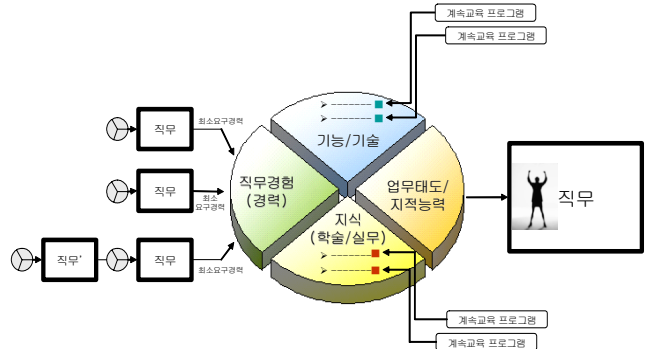 계속교육 프로그램
계속교육 프로그램
직무
최소요구경력
기능/기술
직무
최소
요구경력
직무경험
(경력)
업무태도/
지적능력
직무
지식
(학술/실무)
직무'
직무
최소요구경력
계속교육 프로그램
계속교육 프로그램